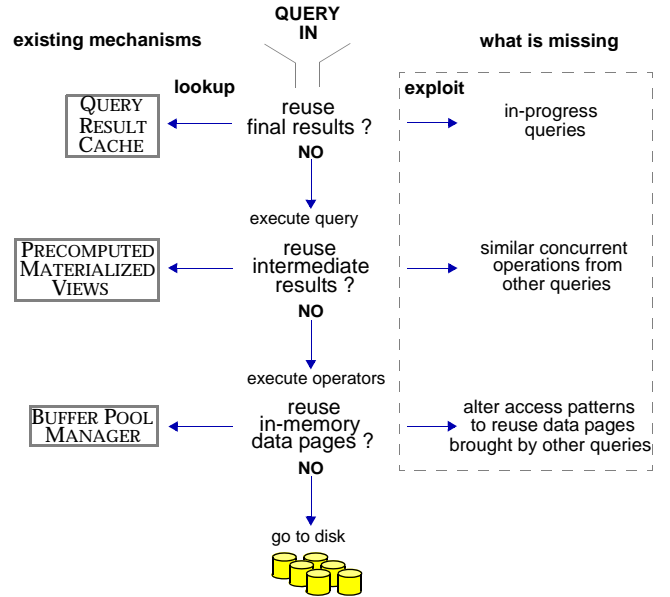 QUERY
IN
existing mechanisms
what is missing
lookup
exploit
QUERY
RESULT
CACHE
reuse
final results ?
in-progress
queries
NO
execute query
PRECOMPUTED
MATERIALIZED
VIEWS
reuse
intermediate
results ?
similar concurrent
operations from
other queries
NO
execute operators
BUFFER POOL
MANAGER
reuse
in-memory
data pages ?
alter access patterns
to reuse data pages
brought by other queries
NO
go to disk